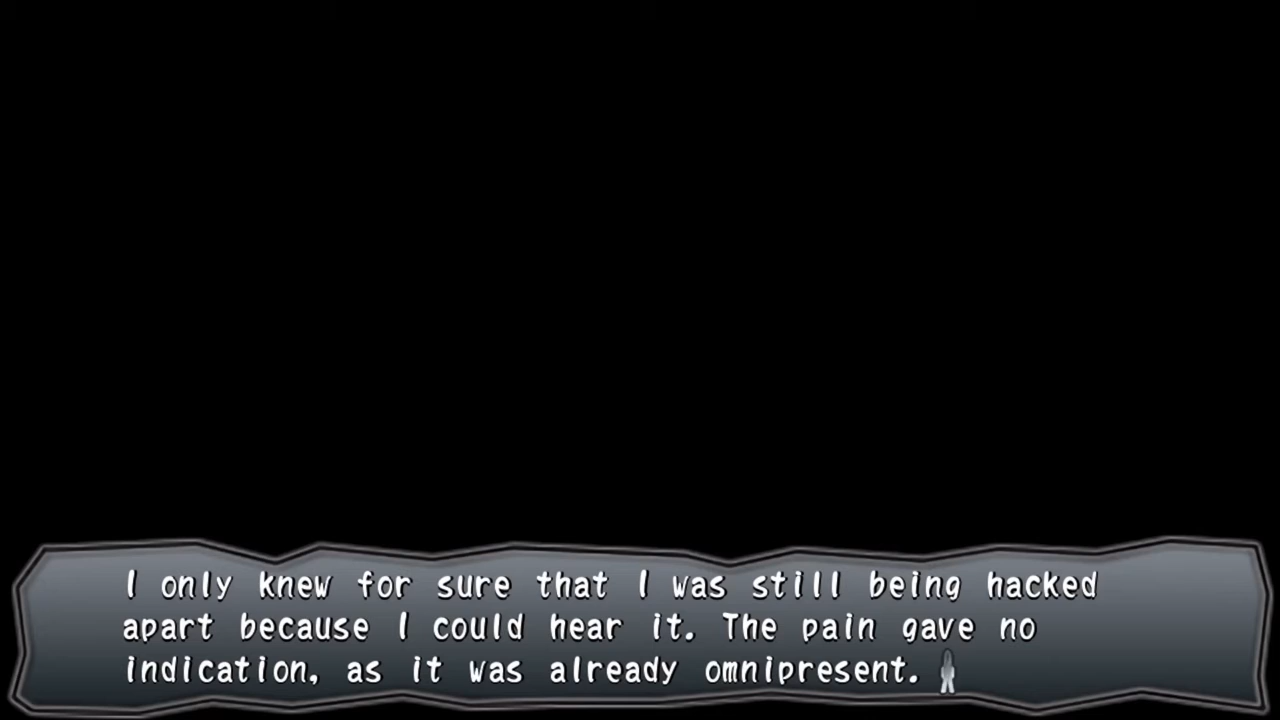 I only knew for sure that I was still being hacked
apart because I could hear it. The pain gave no
indication, as it was already omnipresent.